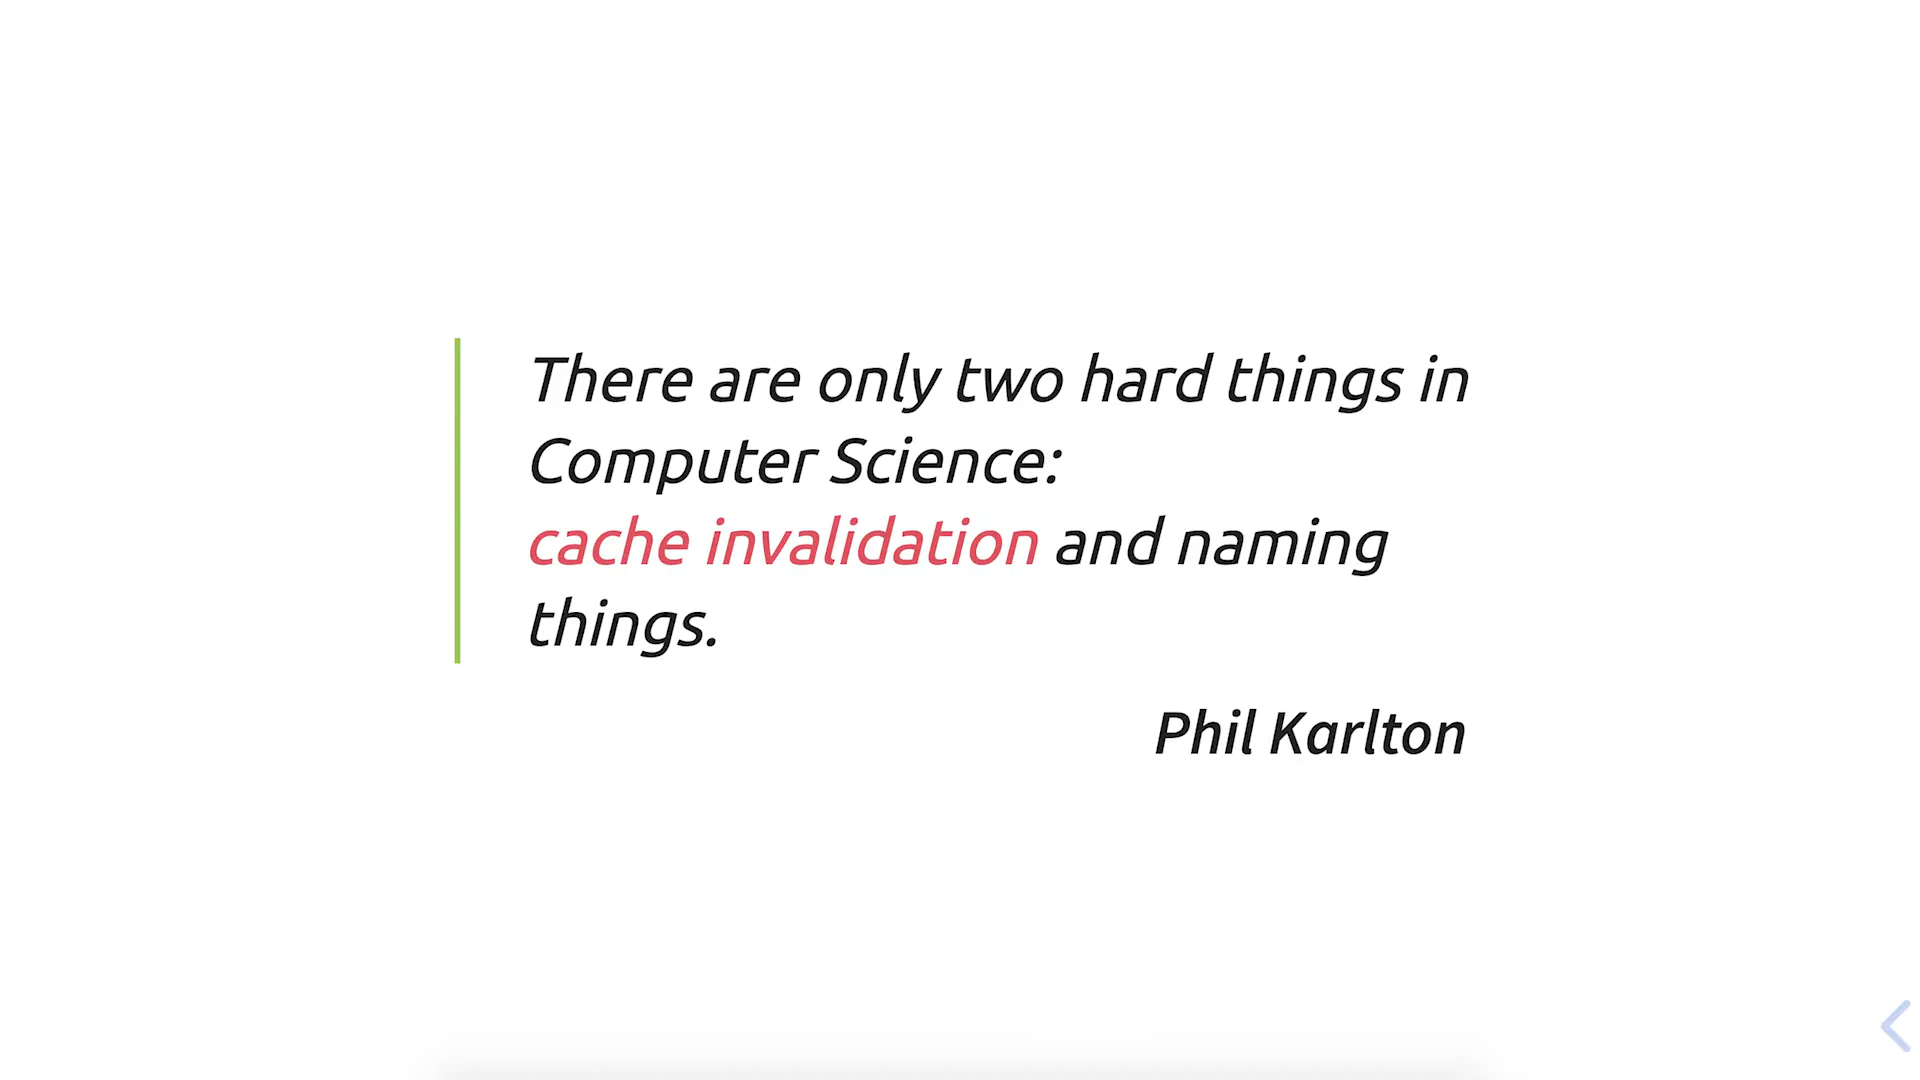 There are only two hard things in
Computer Science:
cache invalidation and naming
things.
Phil Karlton